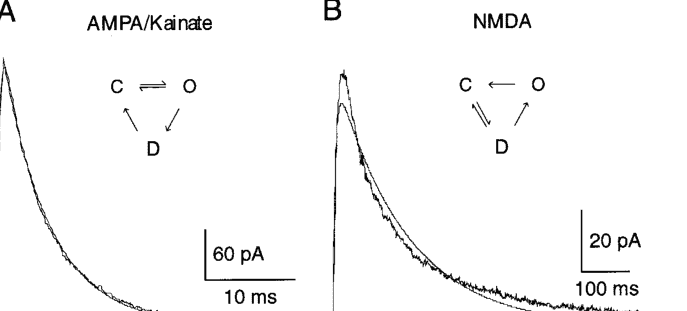 A
AMPA/Kainate
C O
D
60 pA
10 ms
B
NMDA
C O
D
20 pA
100 ms